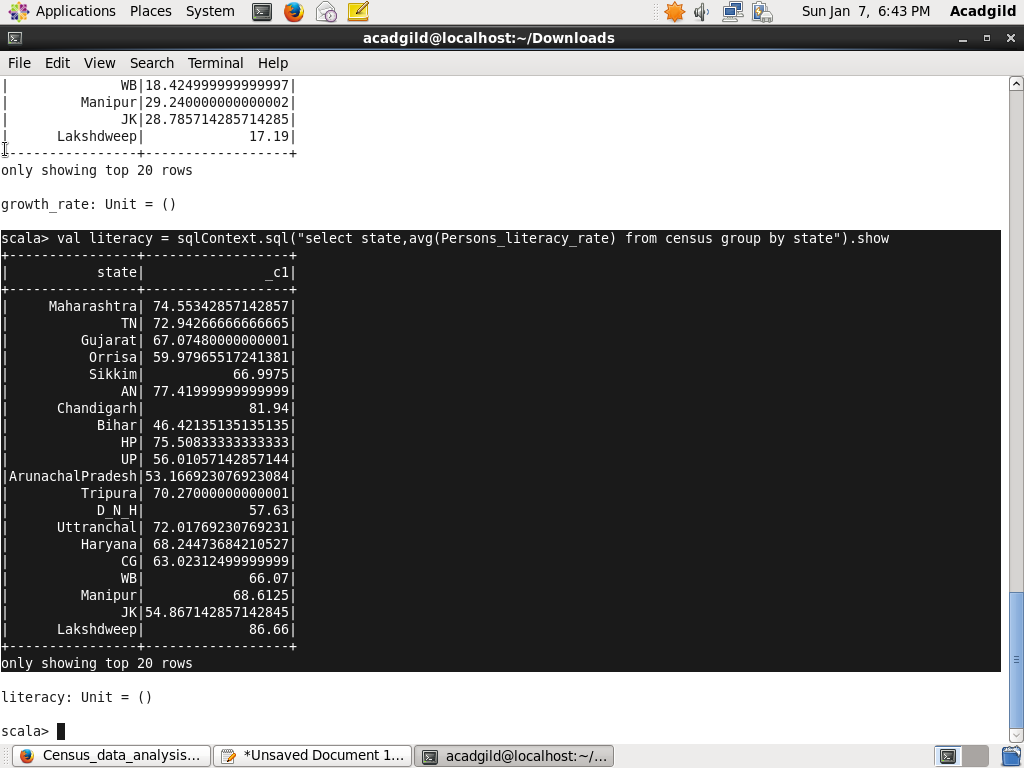 Applications Places System Sun Jan 7, 6:43 PM Acadgild
acadgild@localhost:~/Downloads
File Edit View Search Terminal Help
|              WB|18.424999999999997|
|         Manipur|29.240000000000002|
|              JK|28.785714285714285|
|      Lakshdweep|             17.19|
+----------------+------------------+
only showing top 20 rows
growth_rate: Unit = ()
scala> val literacy = sqlContext.sql("select state,avg(Persons_literacy_rate) from census group by state").show
+----------------+------------------+
|           state|               _c1|
+----------------+------------------+
|     Maharashtra| 74.55342857142857|
|              TN| 72.94266666666665|
|         Gujarat| 67.07480000000001|
|          Orrisa| 59.97965517241381|
|          Sikkim|           66.9975|
|              AN| 77.41999999999999|
|      Chandigarh|             81.94|
|           Bihar| 46.42135135135135|
|              HP| 75.50833333333333|
|              UP| 56.01057142857144|
|ArunachalPradesh|53.166923076923084|
|         Tripura| 70.27000000000001|
|           D_N_H|             57.63|
|      Uttranchal| 72.01769230769231|
|         Haryana| 68.24473684210527|
|              CG| 63.02312499999999|
|              WB|             66.07|
|         Manipur|           68.6125|
|              JK|54.867142857142845|
|      Lakshdweep|             86.66|
+----------------+------------------+
only showing top 20 rows
literacy: Unit = ()
scala>
Census_data_analysis... *Unsaved Document 1... acadgild@localhost:~/...